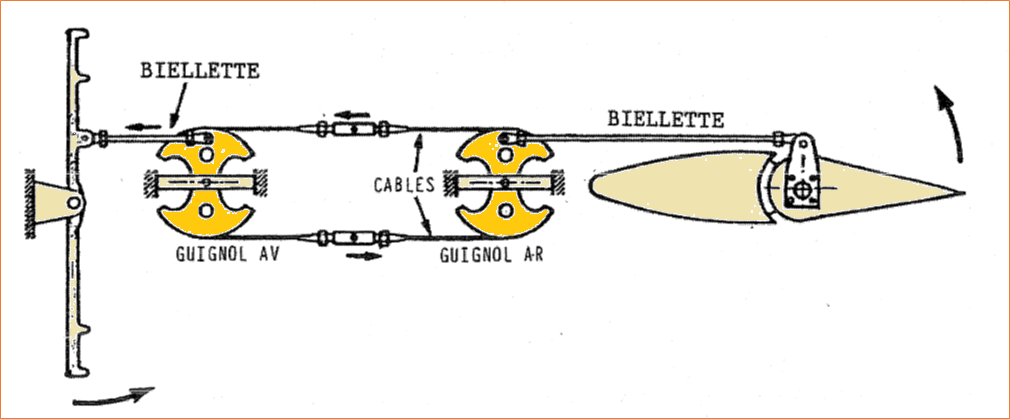 BIELLETTE
BIELLETTE
CABLES
GUIGNOL AV
GUIGNOL AR